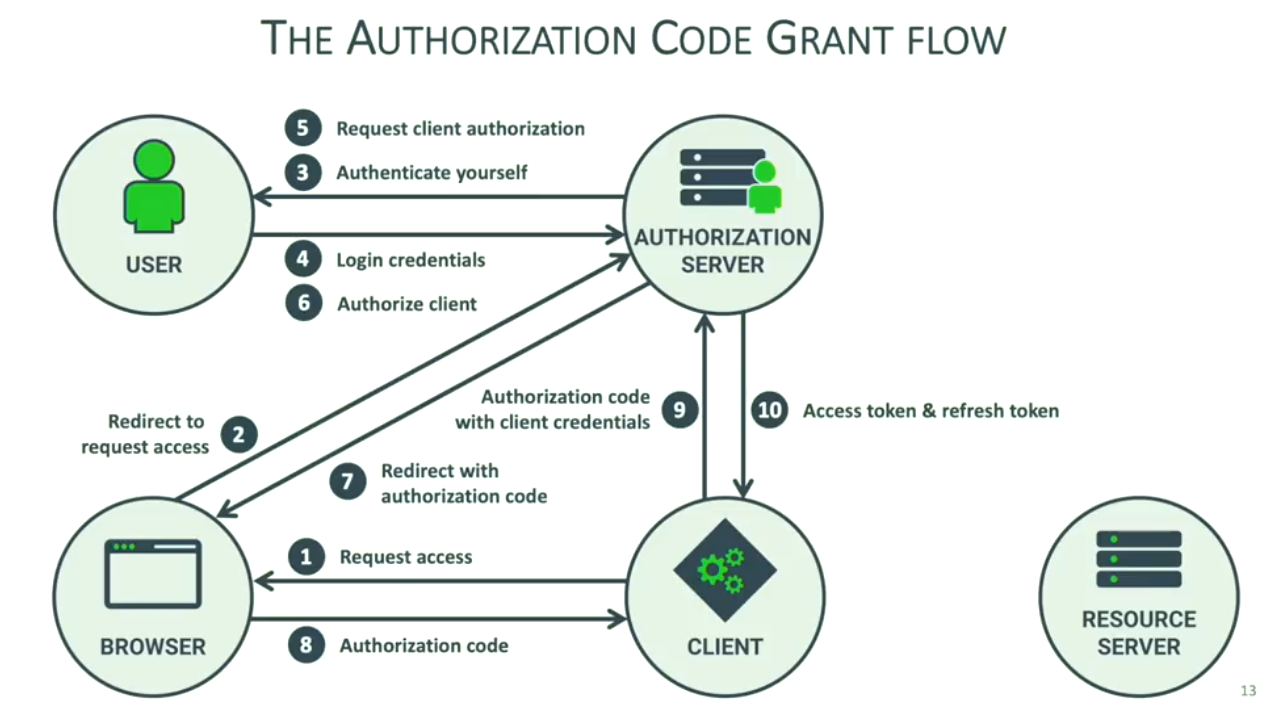 THE AUTHORIZATION CODE GRANT FLOW
5 Request client authorization
3 Authenticate yourself
USER
AUTHORIZATION
SERVER
4 Login credentials
6 Authorize client
Redirect to
request access
2
Authorization code
with client credentials
9
10 Access token & refresh token
7
Redirect with
authorization code
1 Request access
BROWSER
8 Authorization code
CLIENT
RESOURCE
SERVER
13